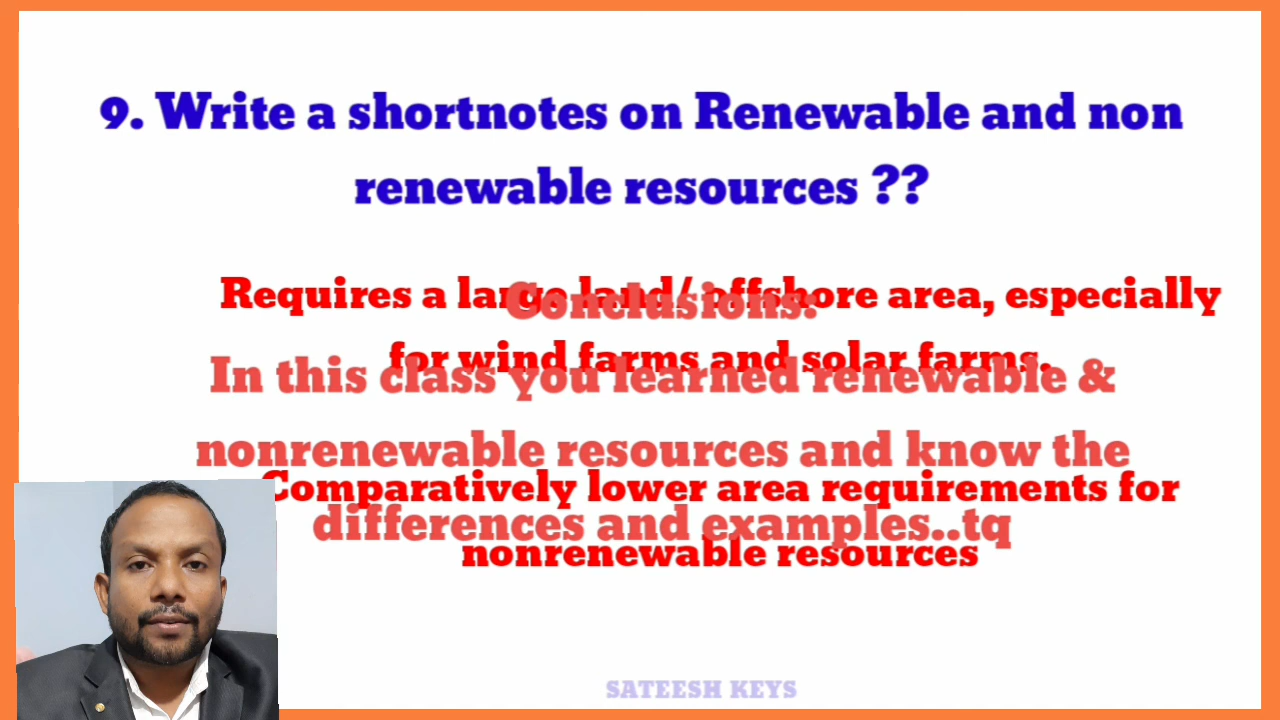 9. Write a shortnotes on Renewable and non
renewable resources ??
Requires a large land/ offshore area, especially
for wind farms and solar farms.
Conclusions:
In this class you learned renewable &
nonrenewable resources and know the
differences and examples..tq
Comparatively lower area requirements for
nonrenewable resources
SATEESH KEYS